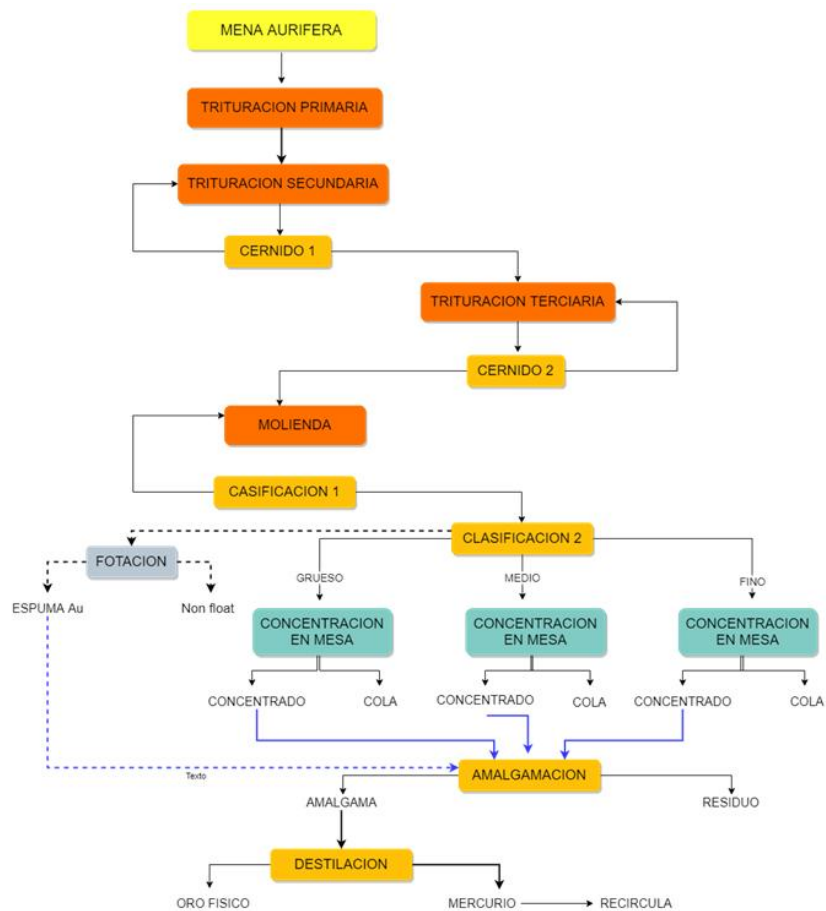 MENA AURIFERA
TRITURACION PRIMARIA
TRITURACION SECUNDARIA
CERNIDO 1
TRITURACION TERCIARIA
CERNIDO 2
MOLIENDA
CASIFICACION 1
CLASIFICACION 2
FOTACION
GRUESO
MEDIO
FINO
ESPUMA Au
Non float
CONCENTRACION
EN MESA
CONCENTRACION
EN MESA
CONCENTRACION
EN MESA
CONCENTRADO
COLA
CONCENTRADO
COLA
CONCENTRADO
COLA
Texto
AMALGAMACION
AMALGAMA
RESIDUO
DESTILACION
ORO FISICO
MERCURIO
RECIRCULA